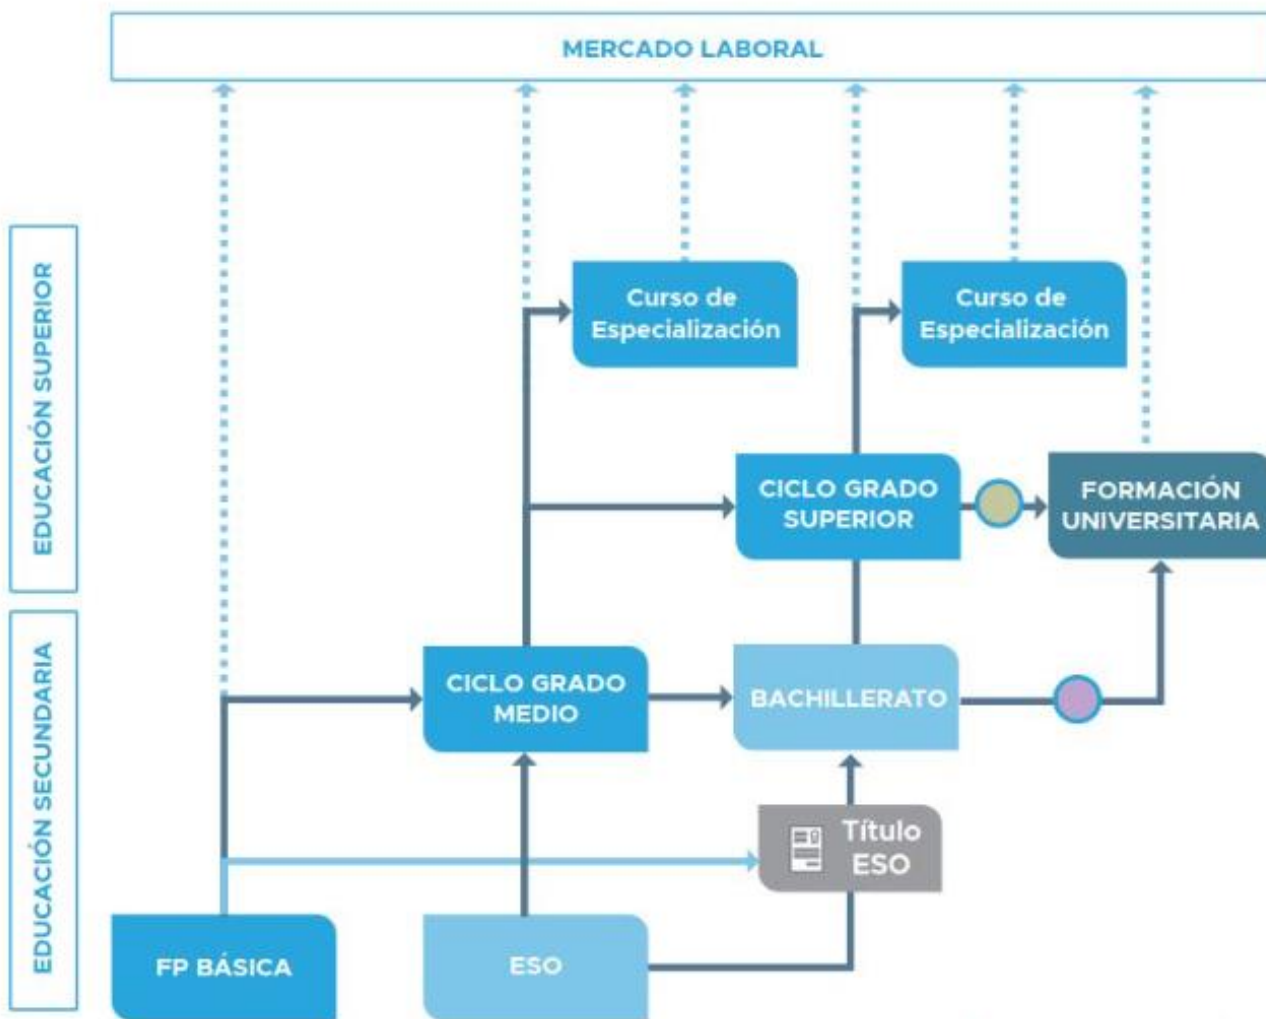 MERCADO LABORAL
EDUCACIÓN SUPERIOR
Curso de
Especialización
Curso de
Especialización
CICLO GRADO
SUPERIOR
FORMACIÓN
UNIVERSITARIA
EDUCACIÓN SECUNDARIA
CICLO GRADO
MEDIO
BACHILLERATO
Título
ESO
FP BÁSICA
ESO